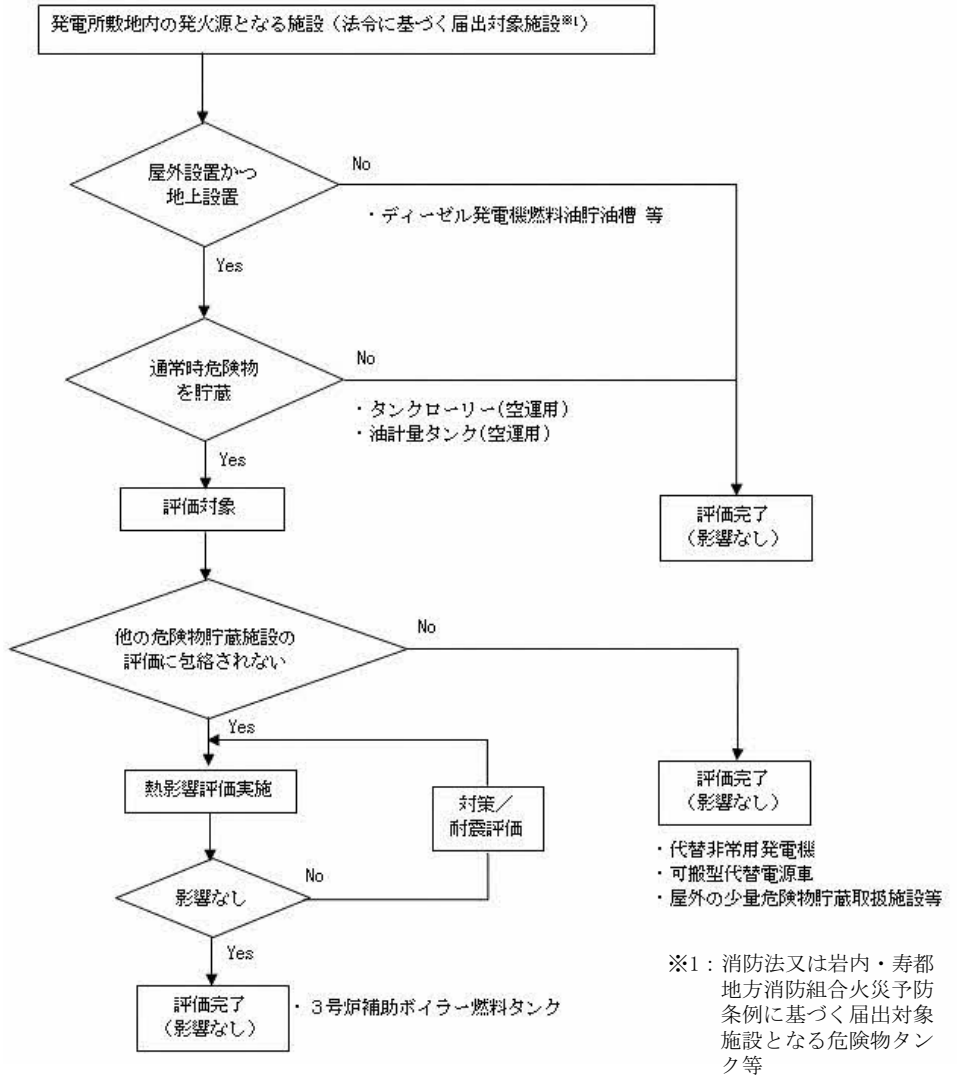 発電所敷地内の発火源となる施設（法令に基づく届出対象施設※1）
屋外設置かつ
地上設置
No
・ディーゼル発電機燃料油貯油槽 等
Yes
通常時危険物
を貯蔵
No
・タンクローリー(空運用)
・油計量タンク(空運用)
Yes
評価対象
評価完了
（影響なし）
他の危険物貯蔵施設の
評価に包絡されない
No
Yes
熱影響評価実施
対策／
耐震評価
評価完了
（影響なし）
・代替非常用発電機
・可搬型代替電源車
・屋外の少量危険物貯蔵取扱施設等
影響なし
No
Yes
評価完了
（影響なし）
・３号炉補助ボイラー燃料タンク
※1：消防法又は岩内・寿都
地方消防組合火災予防
条例に基づく届出対象
施設となる危険物タン
ク等